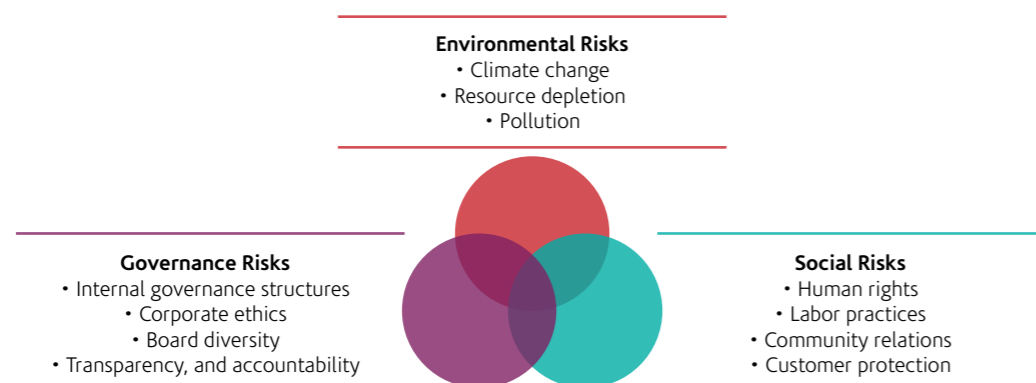 Environmental Risks
• Climate change
• Resource depletion
• Pollution
Governance Risks
• Internal governance structures
• Corporate ethics
• Board diversity
• Transparency, and accountability
Social Risks
• Human rights
• Labor practices
• Community relations
• Customer protection